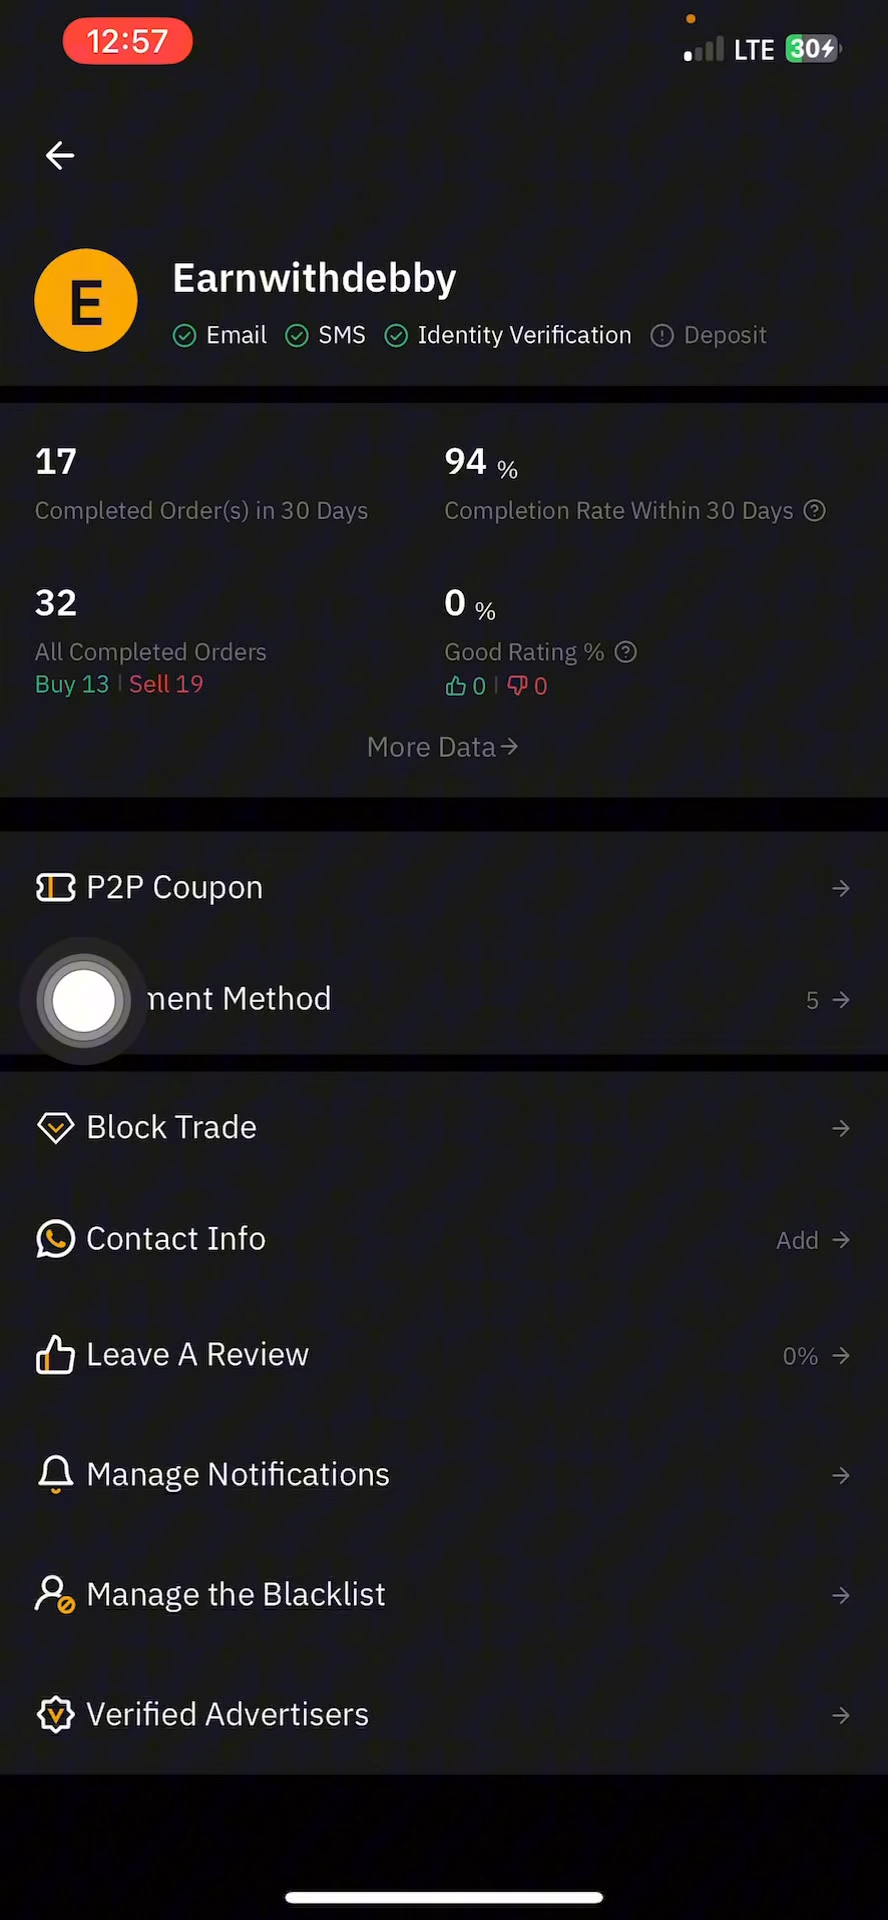 12:57
LTE 30
E
Earnwithdebby
Email SMS Identity Verification Deposit
17
Completed Order(s) in 30 Days
94 %
Completion Rate Within 30 Days
32
All Completed Orders
Buy 13 | Sell 19
0 %
Good Rating %
0 | 0
More Data
P2P Coupon
ment Method 5
Block Trade
Contact Info Add
Leave A Review 0%
Manage Notifications
Manage the Blacklist
Verified Advertisers